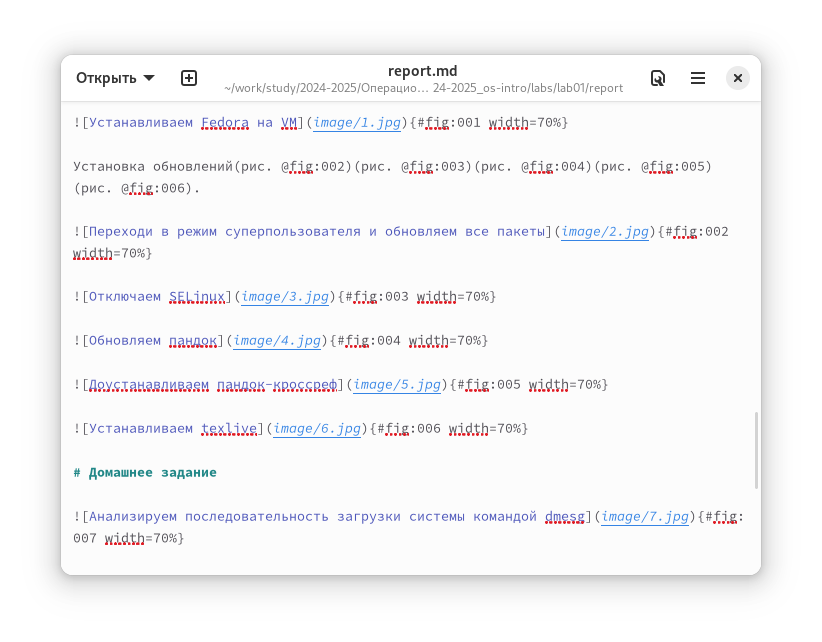 Открыть
report.md
~/work/study/2024-2025/Операцио… 24-2025_os-intro/labs/lab01/report
![Устанавливаем Fedora на VM](image/1.jpg){#fig:001 width=70%}
Установка обновлений(рис. @fig:002)(рис. @fig:003)(рис. @fig:004)(рис. @fig:005)
(рис. @fig:006).
![Переходи в режим суперпользователя и обновляем все пакеты](image/2.jpg){#fig:002
width=70%}
![Отключаем SELinux](image/3.jpg){#fig:003 width=70%}
![Обновляем пандок](image/4.jpg){#fig:004 width=70%}
![Доустанавливаем пандок-кроссреф](image/5.jpg){#fig:005 width=70%}
![Устанавливаем texlive](image/6.jpg){#fig:006 width=70%}
# Домашнее задание
![Анализируем последовательность загрузки системы командой dmesg](image/7.jpg){#fig:
007 width=70%}